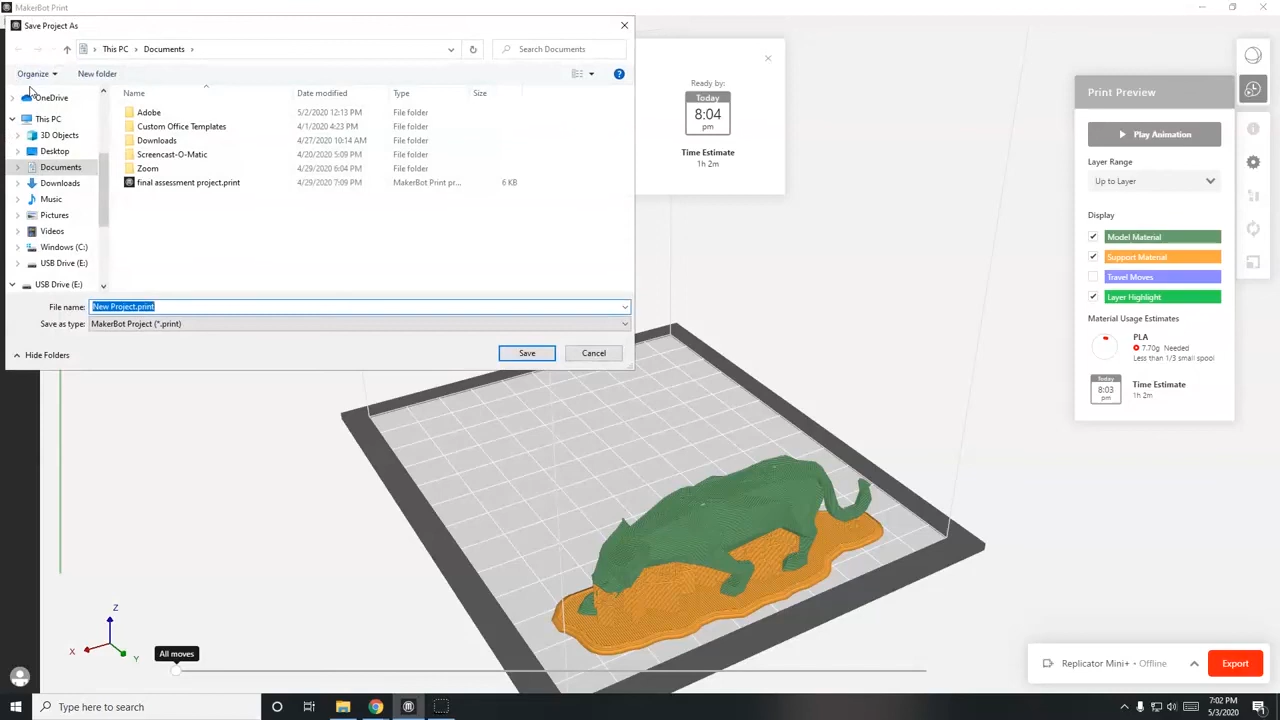 MakerBot Print
Save Project As
This PC > Documents >
Search Documents
Organize
New folder
OneDrive
This PC
3D Objects
Desktop
Documents
Downloads
Music
Pictures
Videos
Windows (C:)
USB Drive (E:)
USB Drive (E:)
Name Date modified Type Size
Adobe 5/2/2020 12:13 PM File folder
Custom Office Templates 4/1/2020 4:23 PM File folder
Downloads 4/27/2020 10:14 AM File folder
Screencast-O-Matic 4/20/2020 5:09 PM File folder
Zoom 4/29/2020 6:04 PM File folder
final assessment project.print 4/29/2020 7:09 PM MakerBot Print pr... 6 KB
File name: New Project.print
Save as type: MakerBot Project (*.print)
Hide Folders
Save
Cancel
Ready by:
Today
8:04
pm
Time Estimate
1h 2m
Print Preview
Play Animation
Layer Range
Up to Layer
Display
Model Material
Support Material
Travel Moves
Layer Highlight
Material Usage Estimates
PLA
7.70g Needed
Less than 1/3 small spool
Today
8:03
pm
Time Estimate
1h 2m
Z
X
Y
All moves
Replicator Mini+ • Offline
Export
Type here to search
7:02 PM
5/3/2020
1